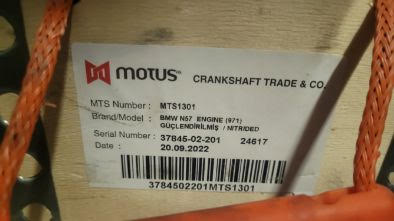 MOTUS CRANKSHAFT TRADE & CO.
MTS Number : MTS1301
Brand/Model : BMW N57 ENGINE (971)
GÜÇLENDİRİLMİŞ / NITRIDED
Serial Number : 37845-02-201 24617
Date : 20.09.2022
3784502201MTS1301